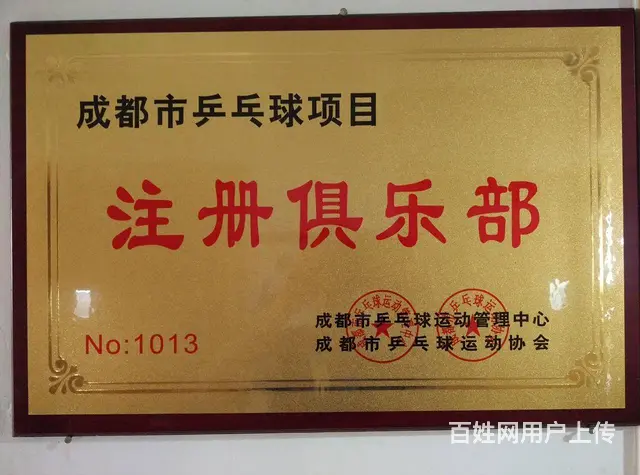 成都市乒乓球项目
注册俱乐部
No:1013
成都市乒乓球运动管理中心
成都市乒乓球运动协会
百姓网用户上传